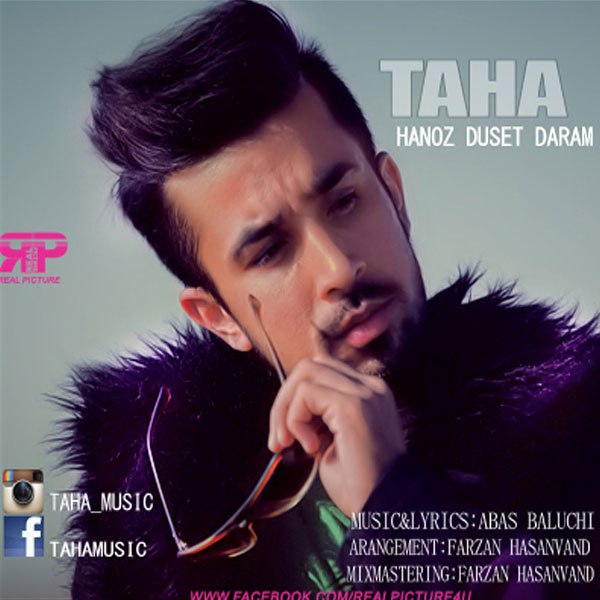 TAHA
HANOZ DUSET DARAM
RP
REAL PICTURE
TAHA_MUSIC
f
TAHAMUSIC
MUSIC&LYRICS:ABAS BALUCHI
ARANGEMENT:FARZAN HASANVAND
MIXMASTERING:FARZAN HASANVAND
WWW.FACEBOOK.COM/REALPICTURE4U